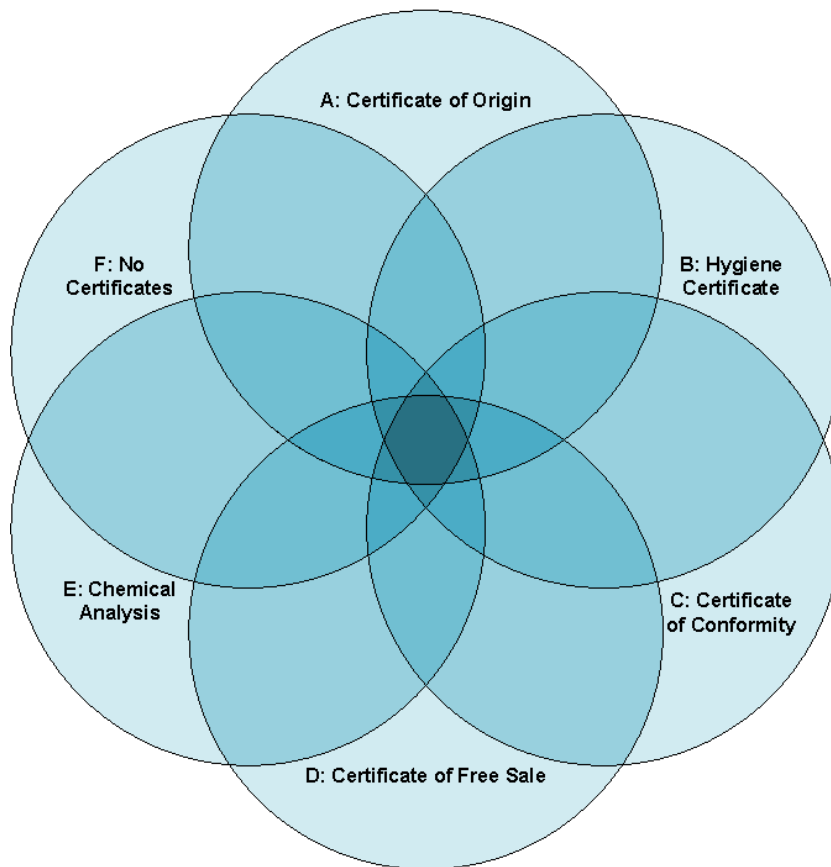 A: Certificate of Origin
F: No
Certificates
B: Hygiene
Certificate
E: Chemical
Analysis
C: Certificate
of Conformity
D: Certificate of Free Sale